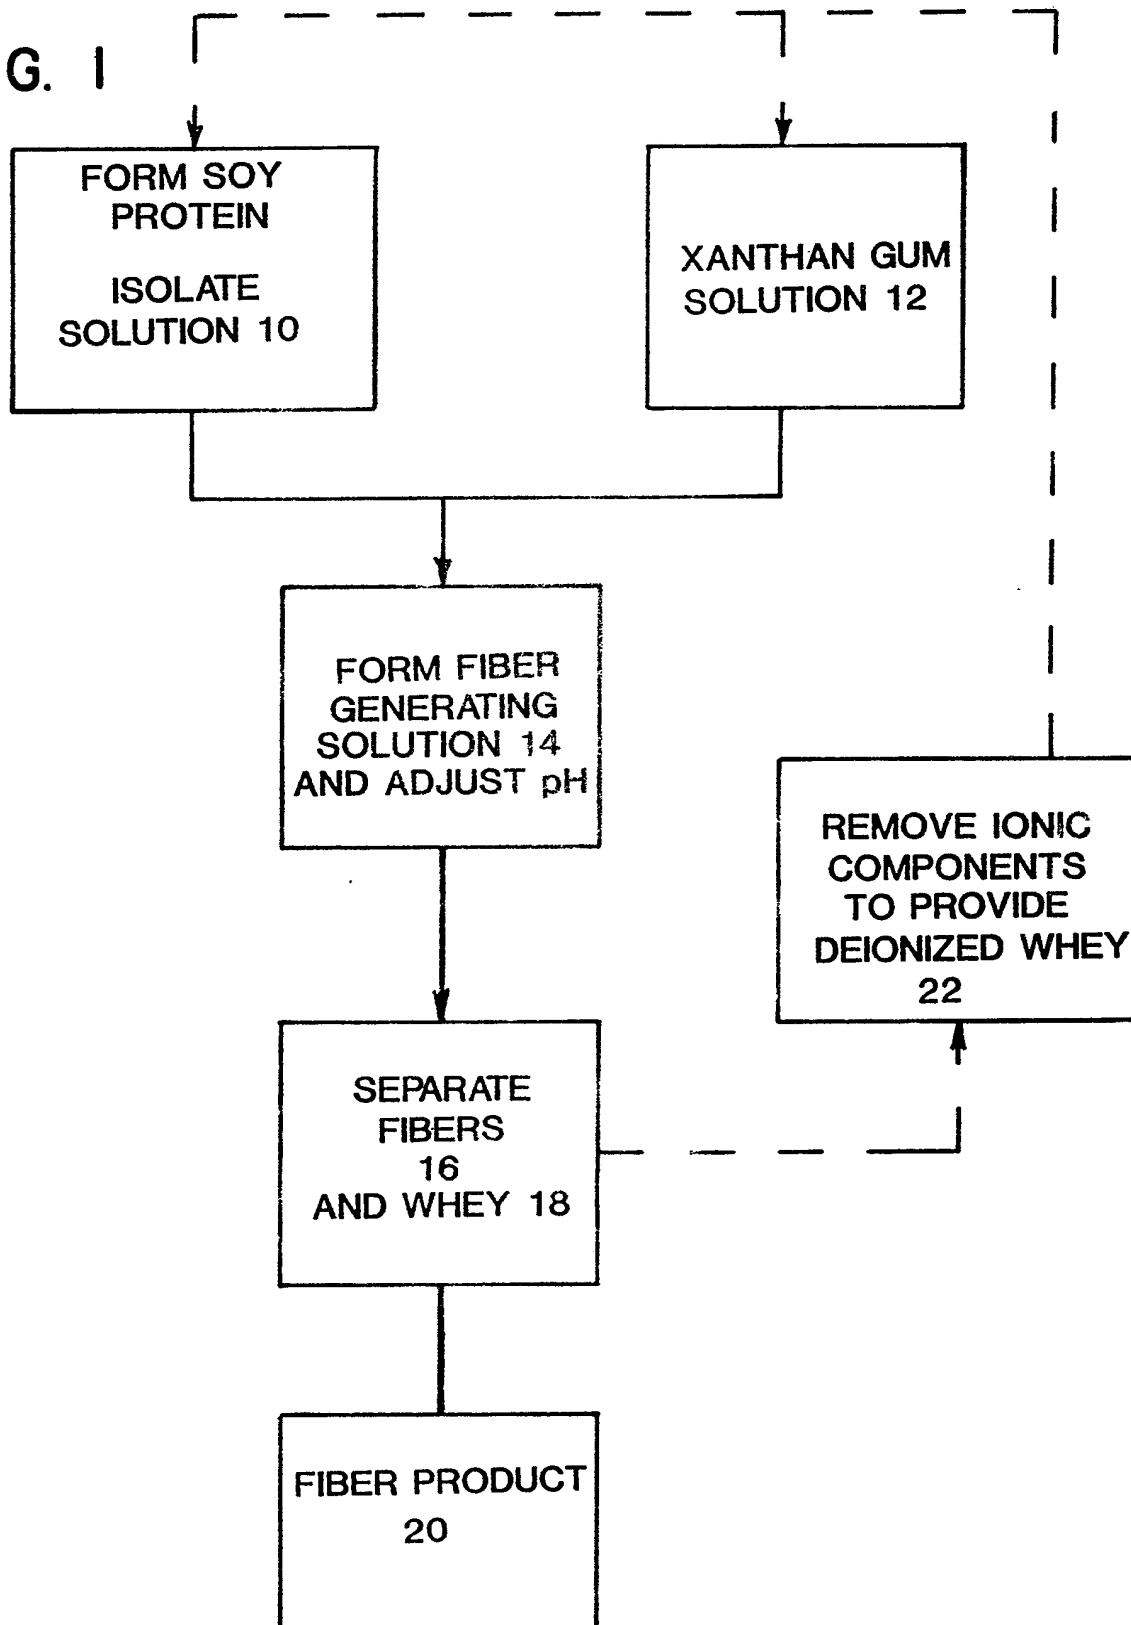 G. 1
FORM SOY
PROTEIN
ISOLATE
SOLUTION 10
XANTHAN GUM
SOLUTION 12
FORM FIBER
GENERATING
SOLUTION 14
AND ADJUST pH
REMOVE IONIC
COMPONENTS
TO PROVIDE
DEIONIZED WHEY
22
SEPARATE
FIBERS
16
AND WHEY 18
FIBER PRODUCT
20